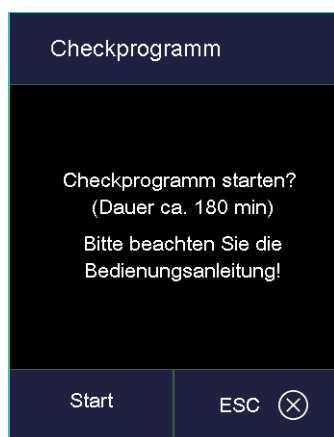 Checkprogramm
Checkprogramm starten?
(Dauer ca. 180 min)
Bitte beachten Sie die
Bedienungsanleitung!
Start
ESC